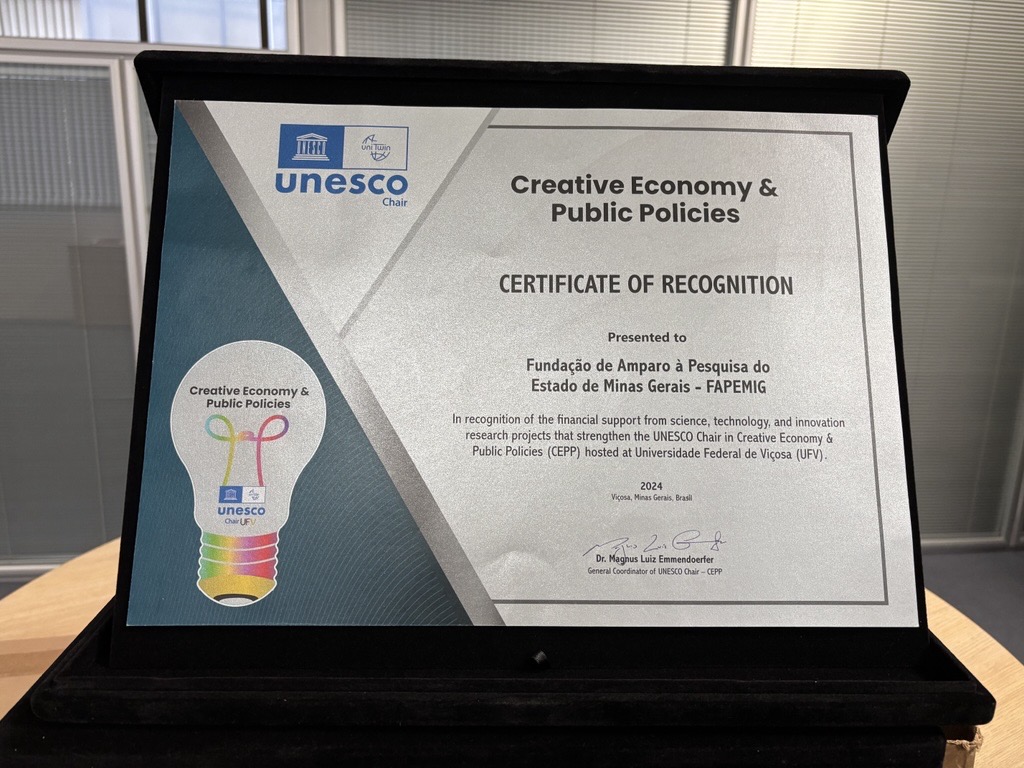 uni Twin
unesco
Chair
Creative Economy &
Public Policies
CERTIFICATE OF RECOGNITION
Presented to
Fundação de Amparo à Pesquisa do
Estado de Minas Gerais - FAPEMIG
In recognition of the financial support from science, technology, and innovation
research projects that strengthen the UNESCO Chair in Creative Economy &
Public Policies (CEPP) hosted at Universidade Federal de Viçosa (UFV).
2024
Viçosa, Minas Gerais, Brasil
Dr. Magnus Luiz Emmendoerfer
General Coordinator of UNESCO Chair – CEPP
Creative Economy &
Public Policies
unesco
Chair UFV